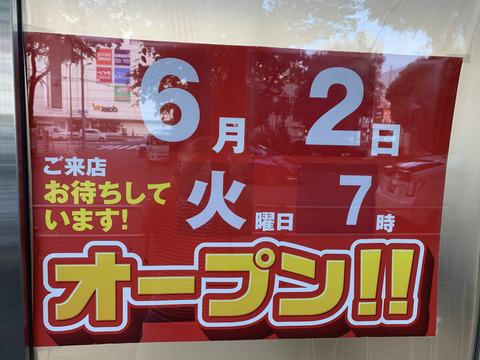 6月 2日
ご来店
お待ちして
います!
火曜日 7時
オープン!!